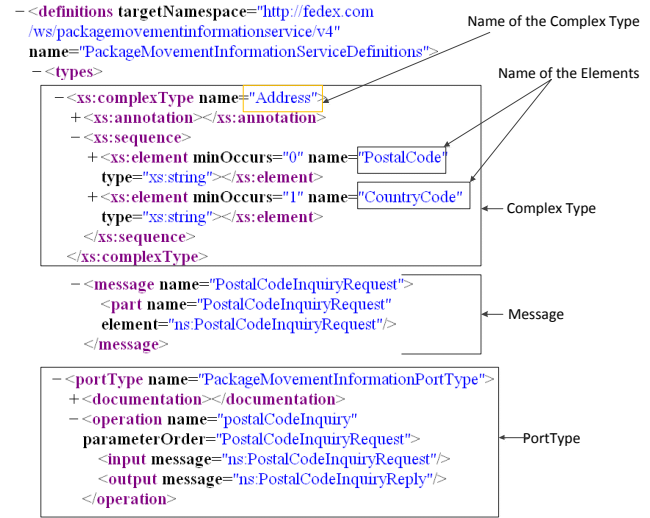 −<definitions targetNamespace="http://fedex.com
/ws/packagemovementinformationservice/v4"
name="PackageMovementInformationServiceDefinitions">
−<types>
Name of the Complex Type
Name of the Elements
−<xs:complexType name="Address">
+<xs:annotation></xs:annotation>
−<xs:sequence>
+<xs:element minOccurs="0" name="PostalCode"
type="xs:string"></xs:element>
+<xs:element minOccurs="1" name="CountryCode"
type="xs:string"></xs:element>
</xs:sequence>
</xs:complexType>
Complex Type
−<message name="PostalCodeInquiryRequest">
<part name="PostalCodeInquiryRequest"
element="ns:PostalCodeInquiryRequest"/>
</message>
Message
−<portType name="PackageMovementInformationPortType">
+<documentation></documentation>
−<operation name="postalCodeInquiry"
parameterOrder="PostalCodeInquiryRequest">
<input message="ns:PostalCodeInquiryRequest"/>
<output message="ns:PostalCodeInquiryReply"/>
</operation>
PortType